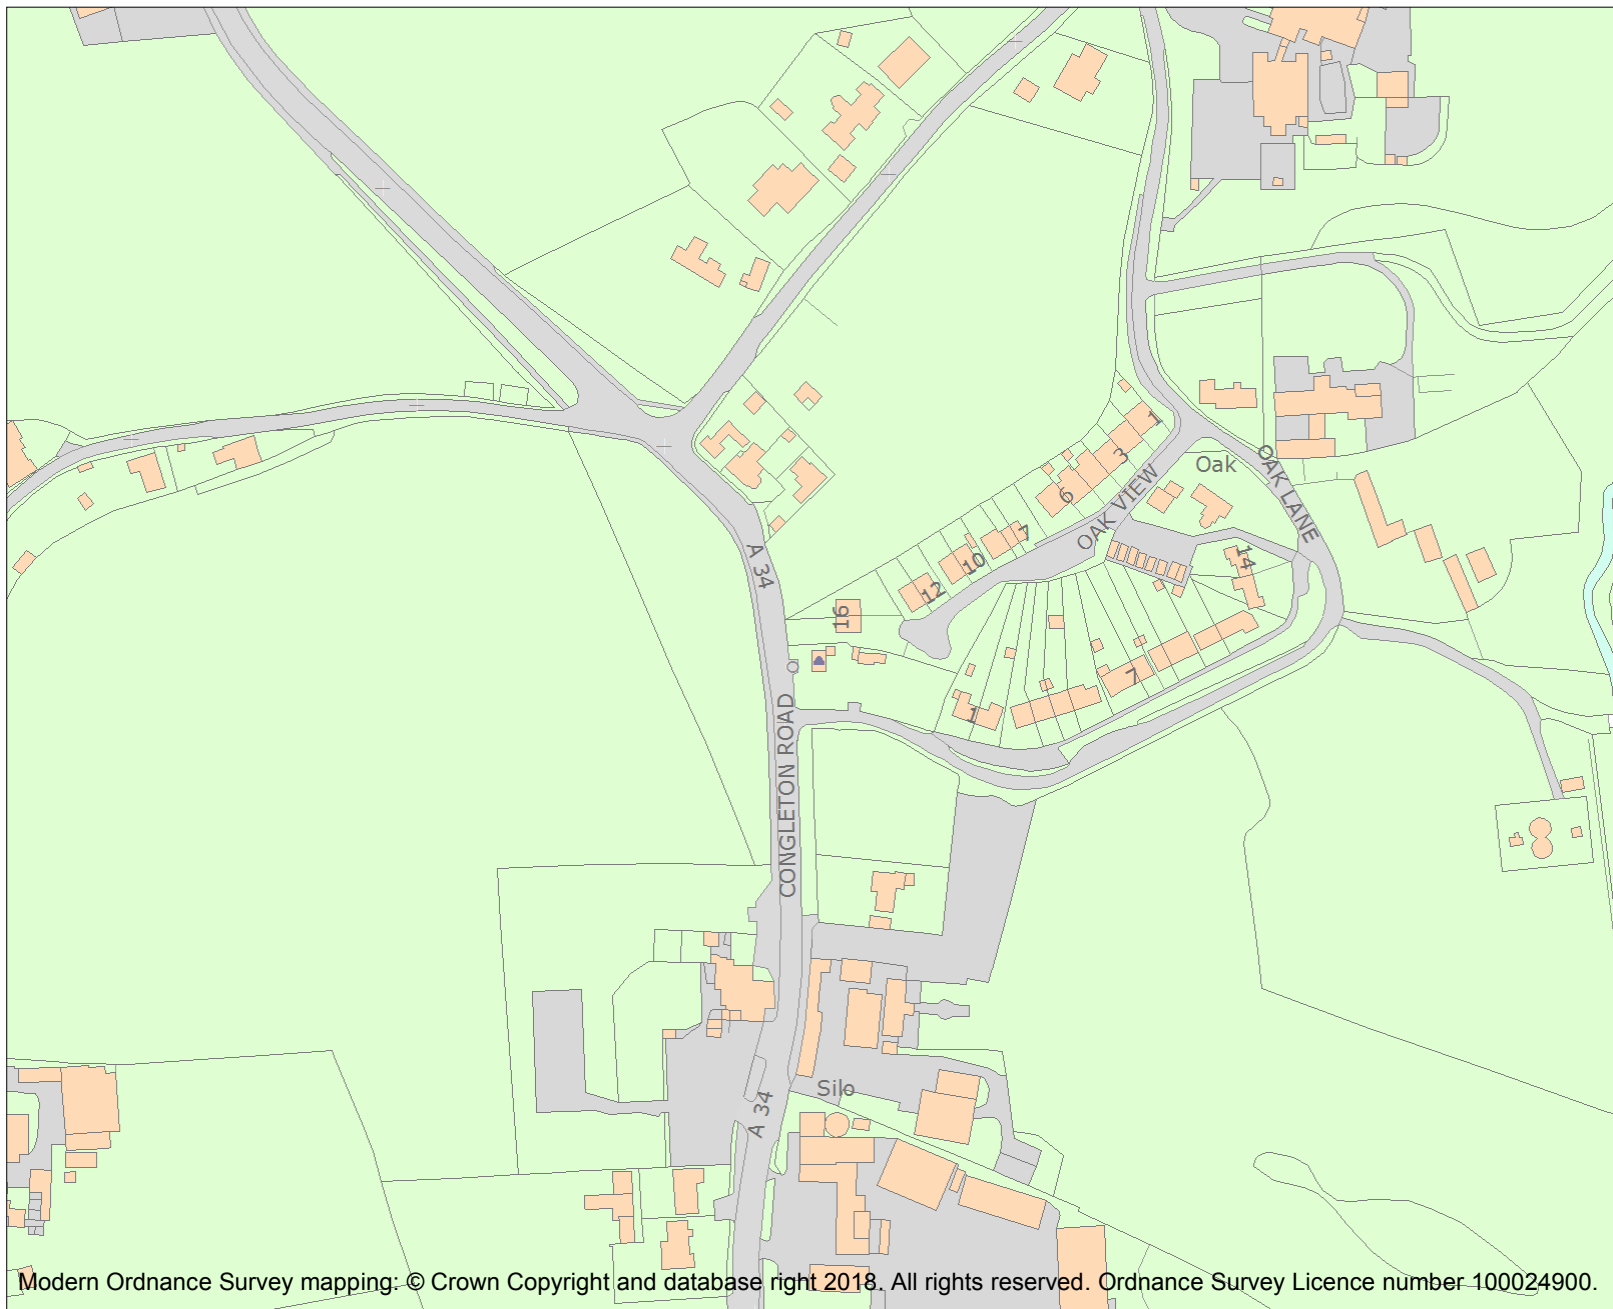 1
3
Oak
OAK LANE
6
OAK VIEW
7
10
14
A 34
12
16
7
1
CONGLETON ROAD
Silo
A 34
Modern Ordnance Survey mapping: © Crown Copyright and database right 2018. All rights reserved. Ordnance Survey Licence number 100024900.